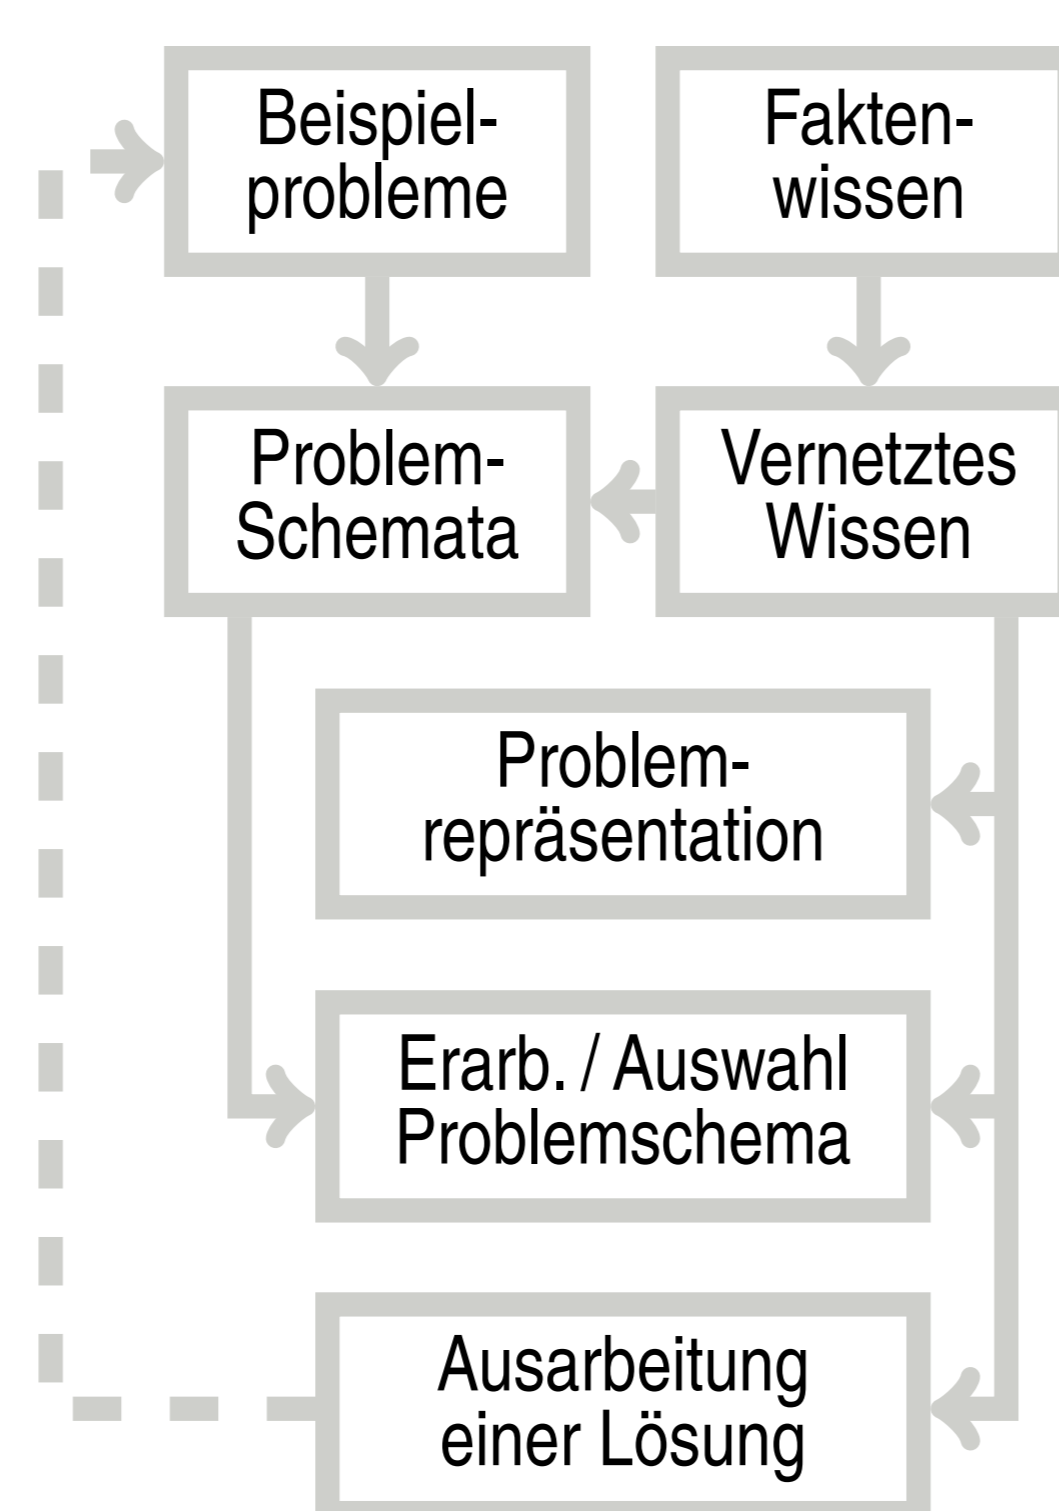 Beispiel-
probleme
Fakten-
wissen
Problem-
Schemata
Vernetztes
Wissen
Problem-
repräsentation
Erarb. / Auswahl
Problemschema
Ausarbeitung
einer Lösung